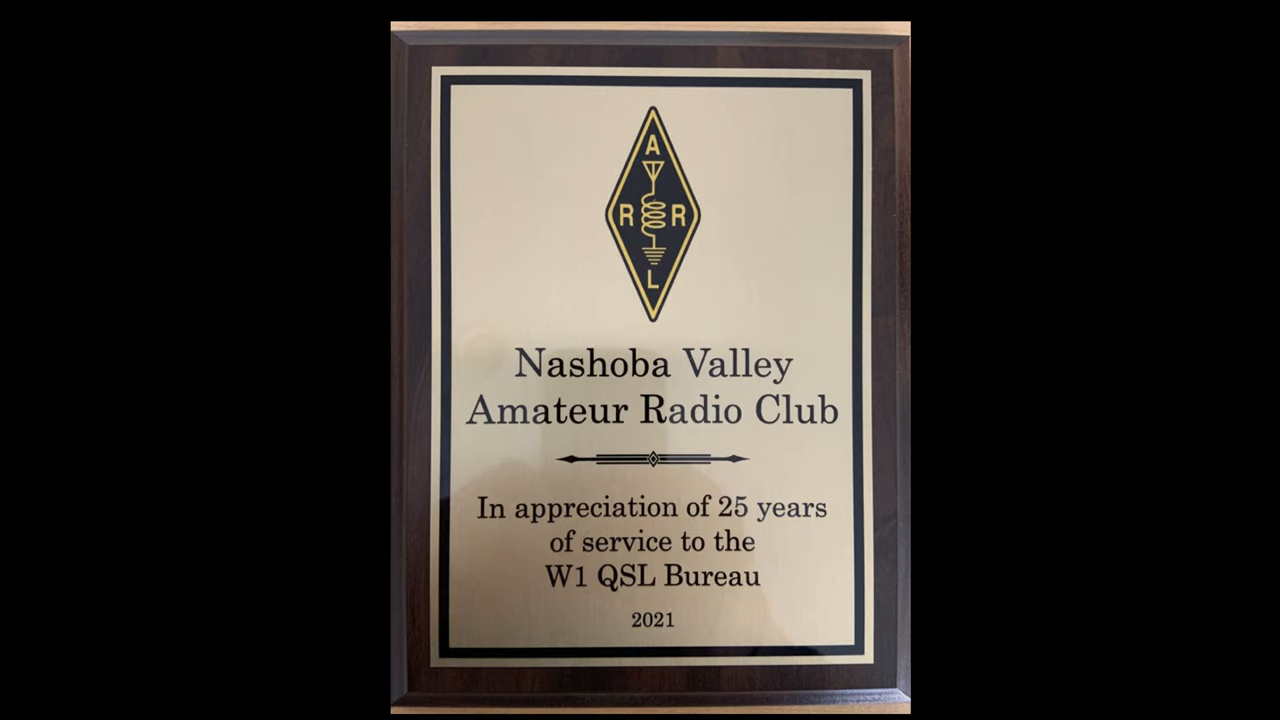 A
R R
L
Nashoba Valley
Amateur Radio Club
In appreciation of 25 years
of service to the
W1 QSL Bureau
2021